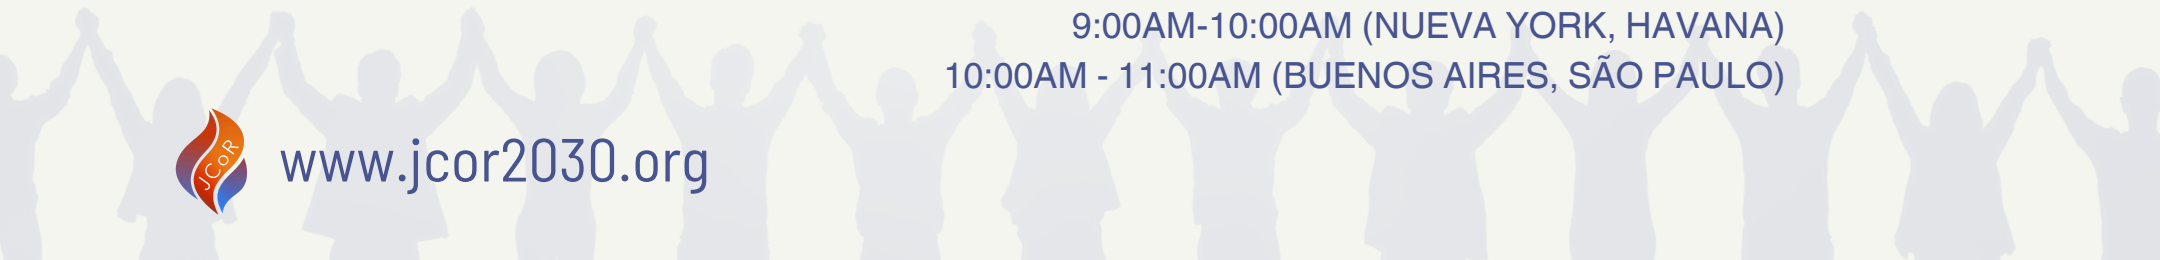 9:00AM-10:00AM (NUEVA YORK, HAVANA)
10:00AM - 11:00AM (BUENOS AIRES, SÃO PAULO)
JCoR
www.jcor2030.org